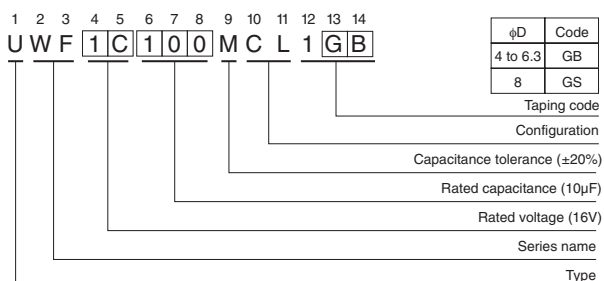 1 2 3 4 5 6 7 8 9 10 11 12 13 14
U W F 1 C 1 0 0 M C L 1 G B
ϕD Code
4 to 6.3 GB
8 GS
Taping code
Configuration
Capacitance tolerance (±20%)
Rated capacitance (10µF)
Rated voltage (16V)
Series name
Type